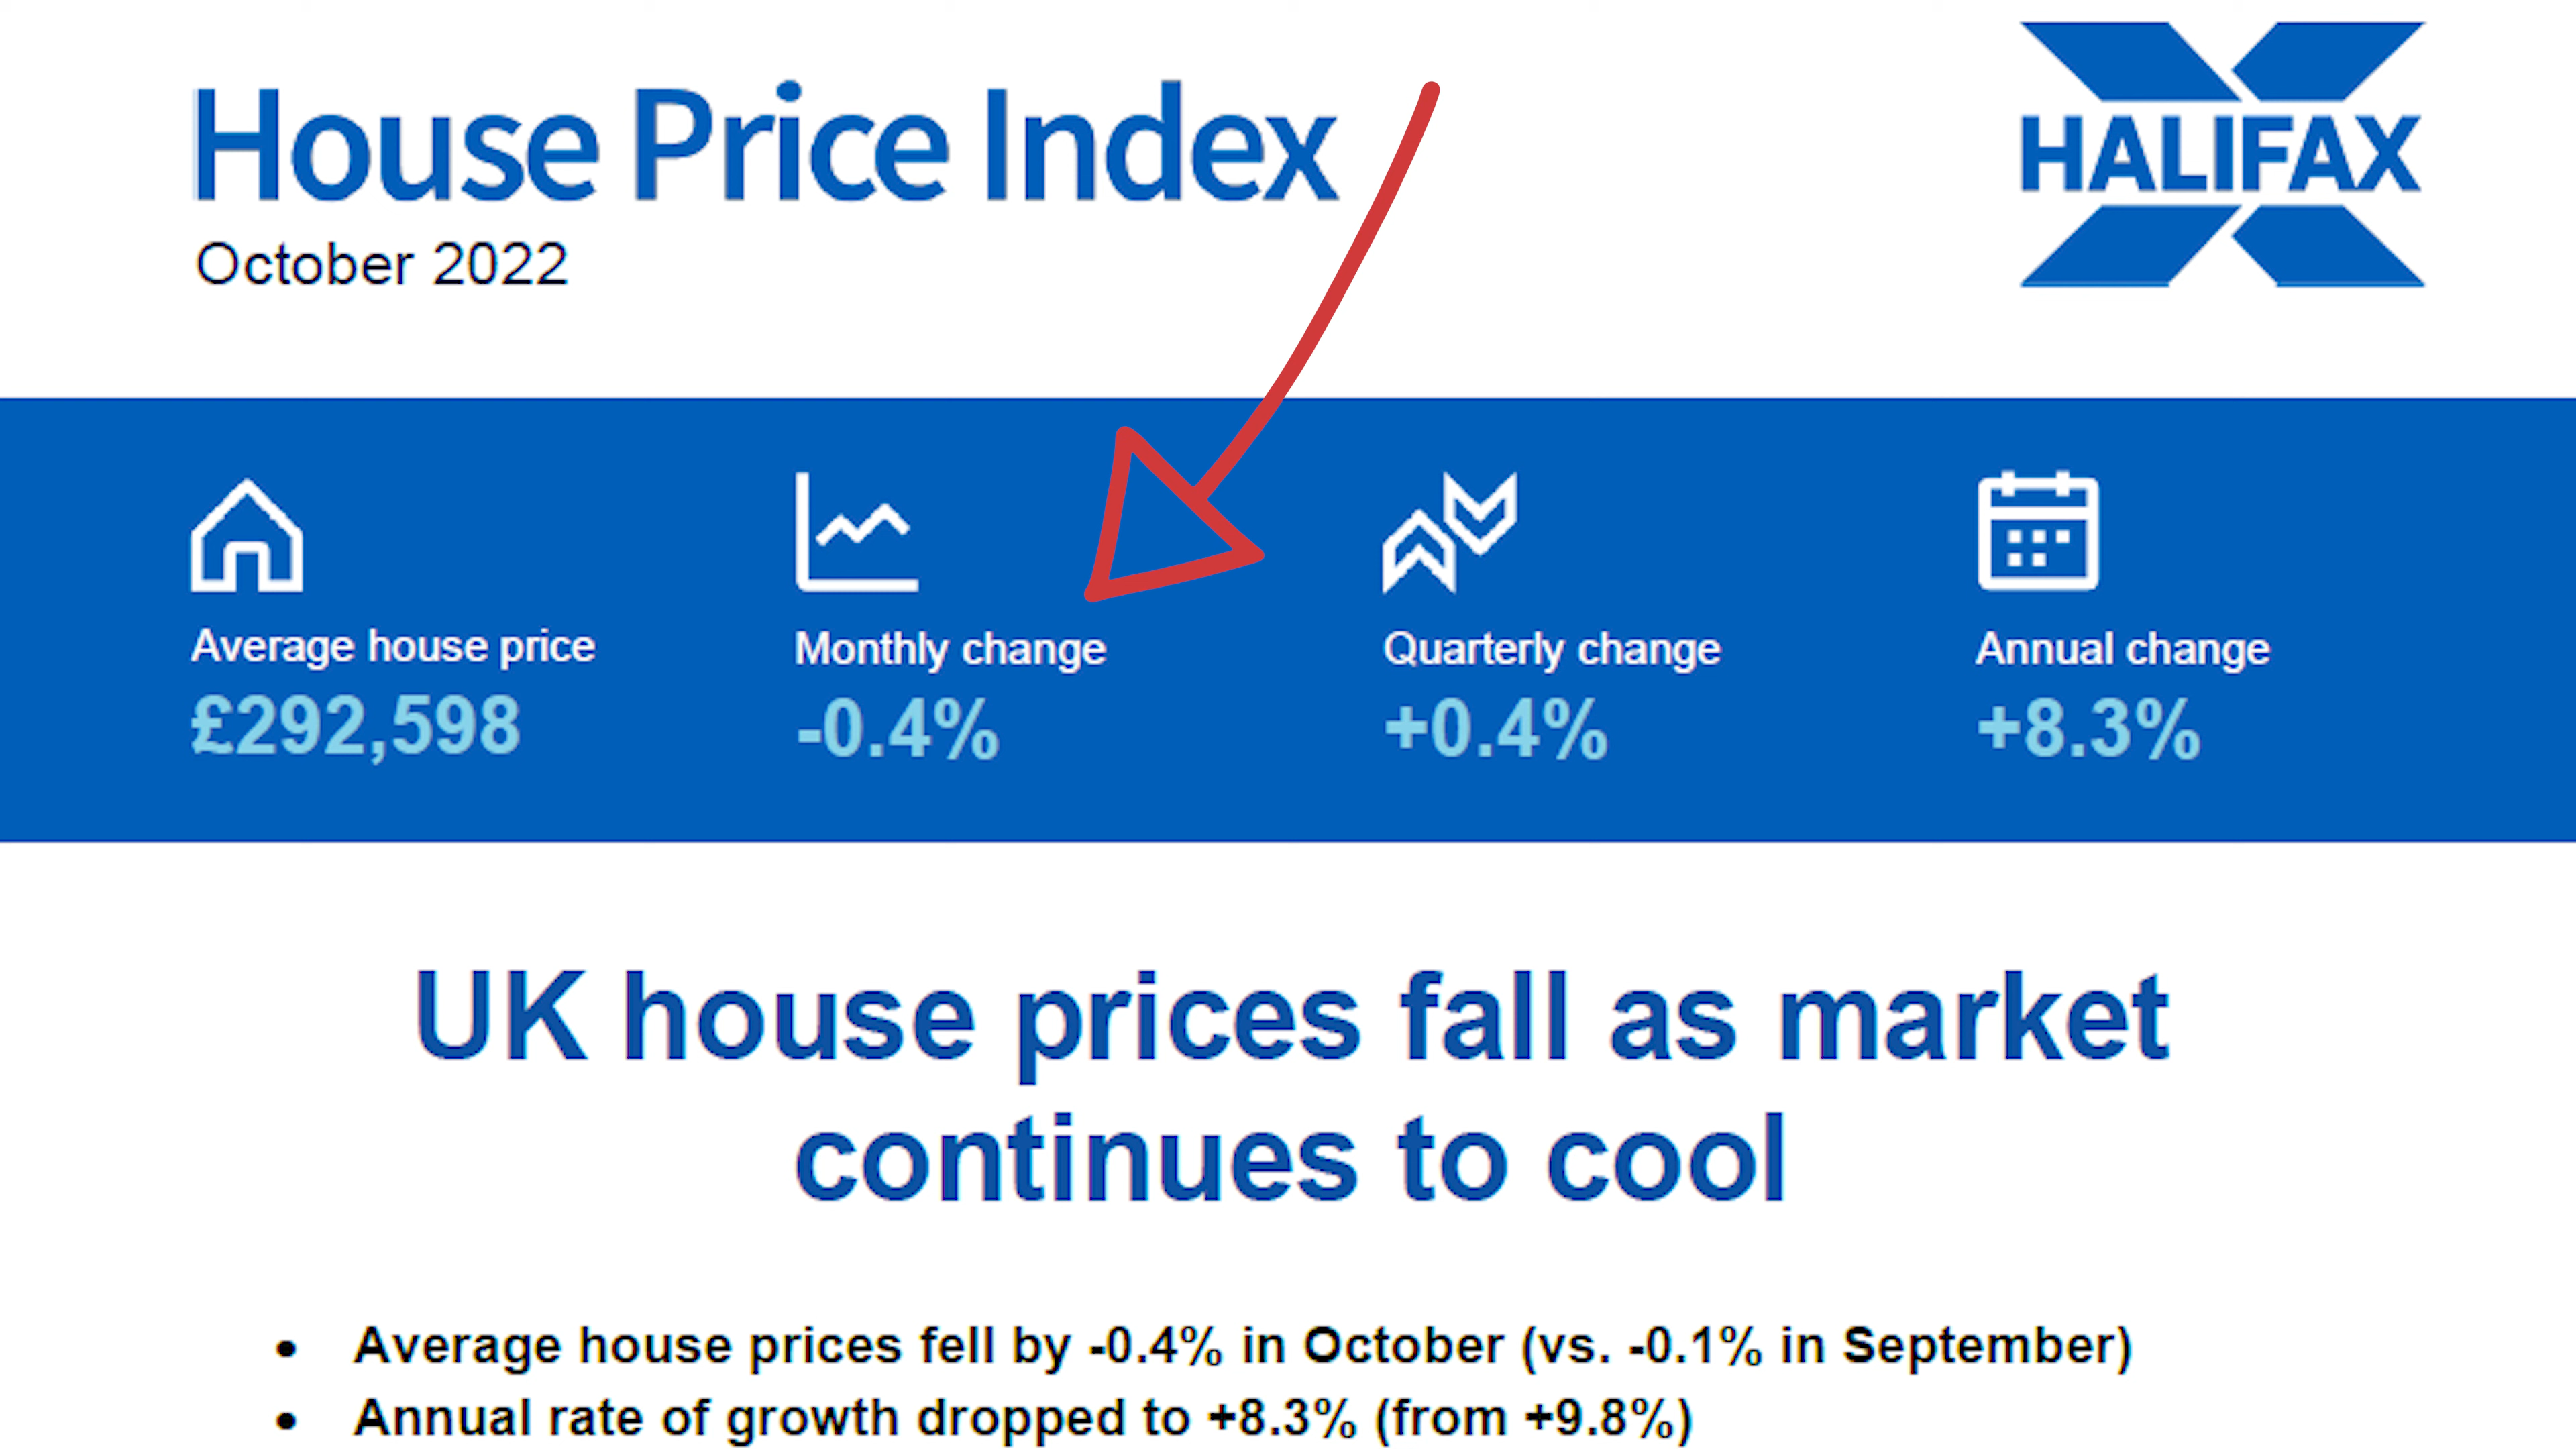 House Price Index
October 2022
HALIFAX
Average house price
£292,598
Monthly change
-0.4%
Quarterly change
+0.4%
Annual change
+8.3%
UK house prices fall as market
continues to cool
• Average house prices fell by -0.4% in October (vs. -0.1% in September)
• Annual rate of growth dropped to +8.3% (from +9.8%)